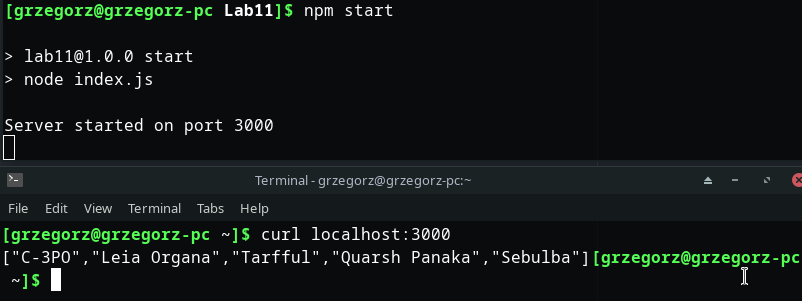 [grzegorz@grzegorz-pc Lab11]$ npm start
> lab11@1.0.0 start
> node index.js
Server started on port 3000
Terminal - grzegorz@grzegorz-pc:~
File Edit View Terminal Tabs Help
[grzegorz@grzegorz-pc ~]$ curl localhost:3000
["C-3PO","Leia Organa","Tarfful","Quarsh Panaka","Sebulba"][grzegorz@grzegorz-pc
~]$